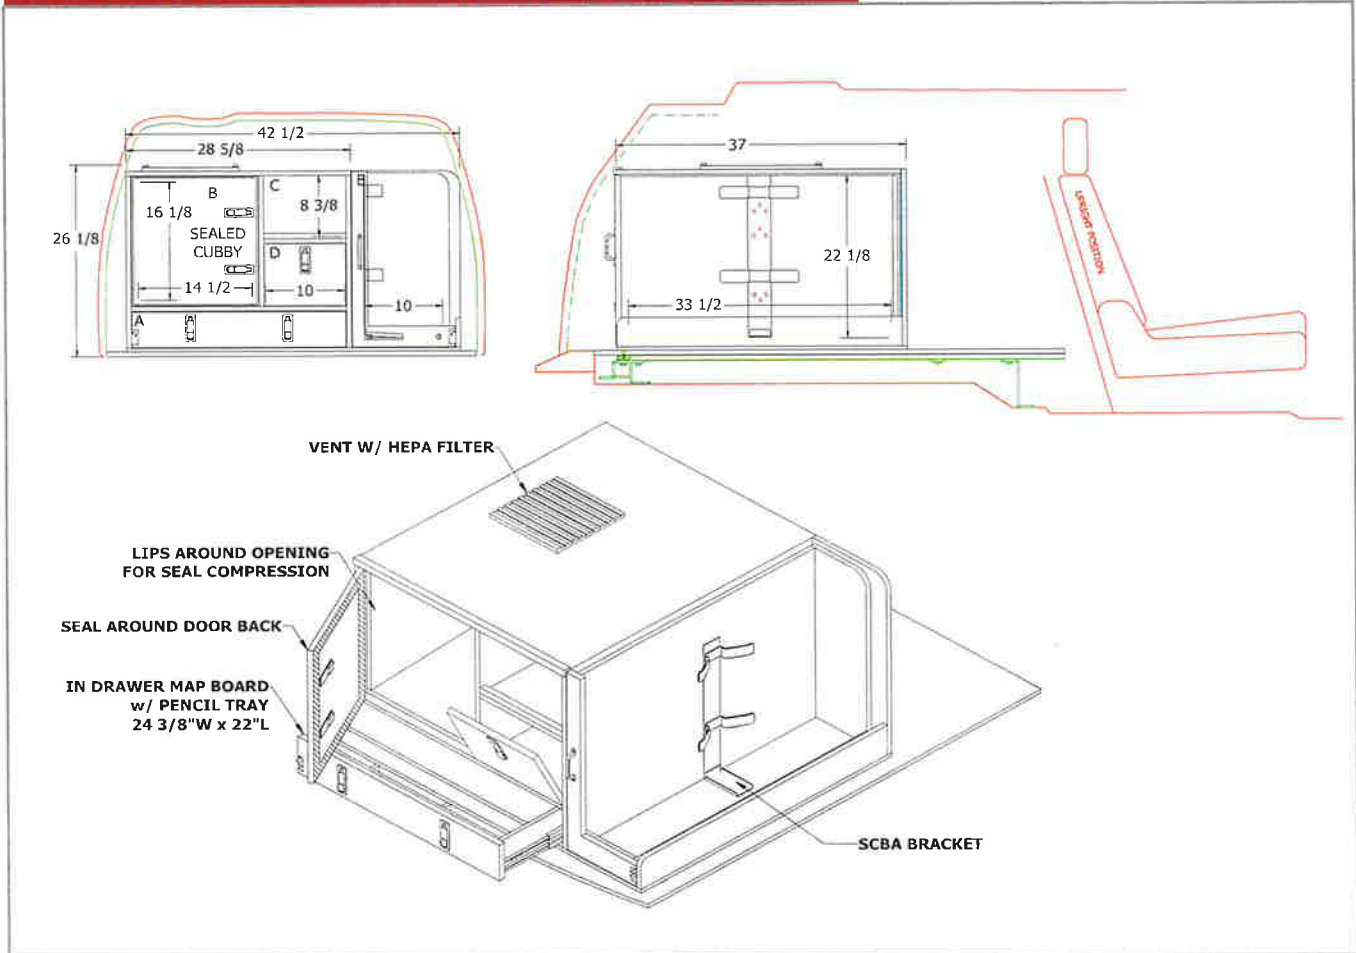 42 1/2
28 5/8
26 1/8
B
16 1/8
SEALED
CUBBY
14 1/2
C
8 3/8
D
10
10
A
37
22 1/8
33 1/2
VENT W/ HEPA FILTER
LIPS AROUND OPENING
FOR SEAL COMPRESSION
SEAL AROUND DOOR BACK
IN DRAWER MAP BOARD
w/ PENCIL TRAY
24 3/8"W x 22"L
SCBA BRACKET